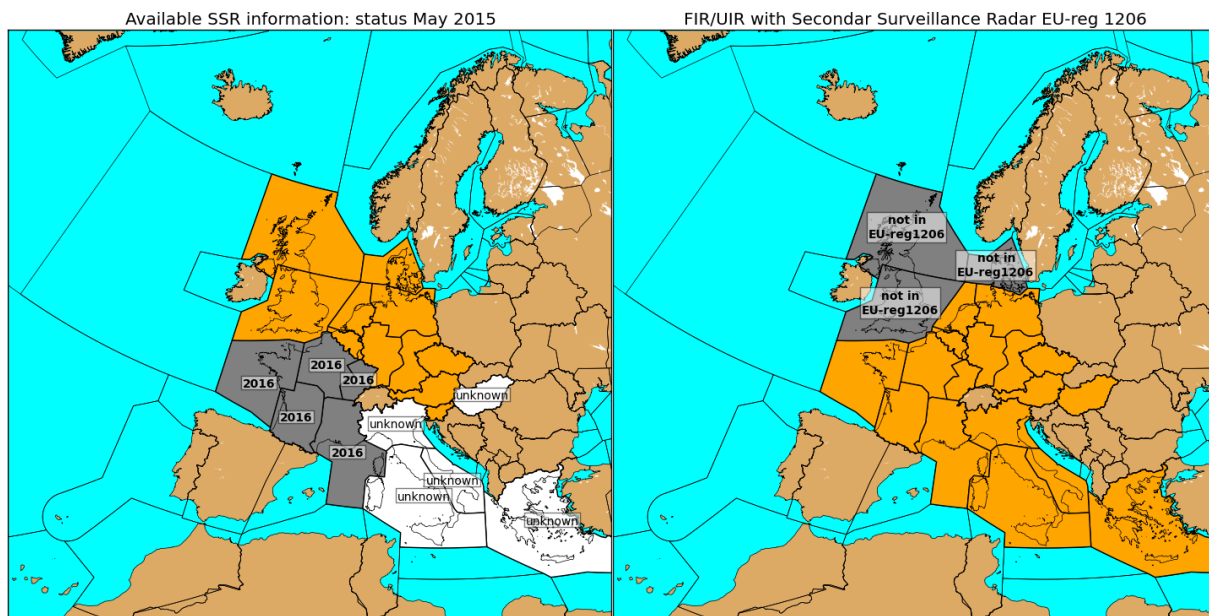 Available SSR information: status May 2015
2016
2016
2016
2016
2016
unknown
unknown
unknown
unknown
unknown
FIR/UIR with Secondar Surveillance Radar EU-reg 1206
not in
EU-reg1206
not in
EU-reg1206
not in
EU-reg1206